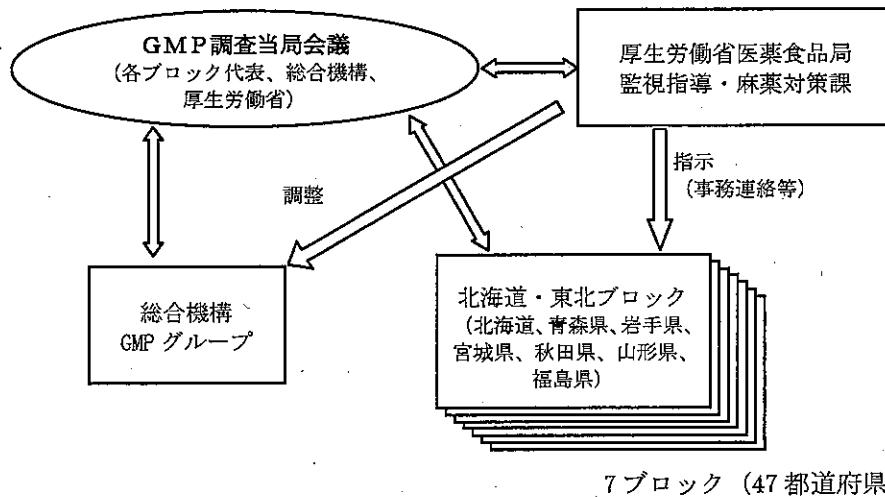 GMP調査当局会議
(各ブロック代表、総合機構、
厚生労働省)
厚生労働省医薬食品局
監視指導・麻薬対策課
調整
指示
(事務連絡等)
総合機構
GMPグループ
北海道・東北ブロック
(北海道、青森県、岩手県、
宮城県、秋田県、山形県、
福島県)
7ブロック (47都道府県